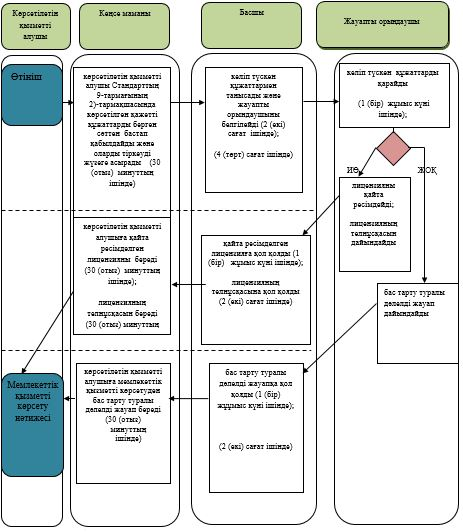 Көрсетілетін
қызметті
алушы
Кеңсе маманы
Басшы
Жауапты орындаушы
Өтініш
көрсетілетін қызметті
алушы Стандарттың
9-тармағының
2)-тармақшасында
көрсетілген қажетті
құжаттарды берген
сәттен бастап
қабылдайды және
оларды тіркеуді
жүзеге асырады (30
(отыз) минуттың
ішінде)
келіп түскен
құжаттармен
танысады және
жауапты
орындаушыны
белгілейді (2 (екі)
сағат ішінде);
(4 (төрт) сағат ішінде)
келіп түскен құжаттарды
қарайды
(1 (бір) жұмыс күні
ішінде);
ИӘ
ЖОҚ
лицензияны
қайта
ресімдейді;
лицензияның
телнұсқасын
дайындайды
көрсетілетін қызметті
алушыға қайта
ресімделген
лицензияны береді
(30 (отыз) минуттың
ішінде);
лицензияның
телнұсқасын береді
(30 (отыз) минуттың
қайта ресімделген
лицензияға қол қояды (1
(бір) жұмыс күні ішінде);
лицензияның
телнұсқасына қол қояды
(2 (екі) сағат ішінде)
бас тарту туралы
дәлелді жауап
дайындайды
Мемлекеттік
қызметті
көрсету
нәтижесі
көрсетілетін қызметті
алушыға мемлекеттік
қызметті көрсетуден
бас тарту туралы
дәлелді жауап береді
(30 (отыз)
минуттың
ішінде)
бас тарту туралы
дәлелді жауапқа қол
қояды (1 (бір)
жұмыс күні ішінде);
(2 (екі) сағат ішінде)